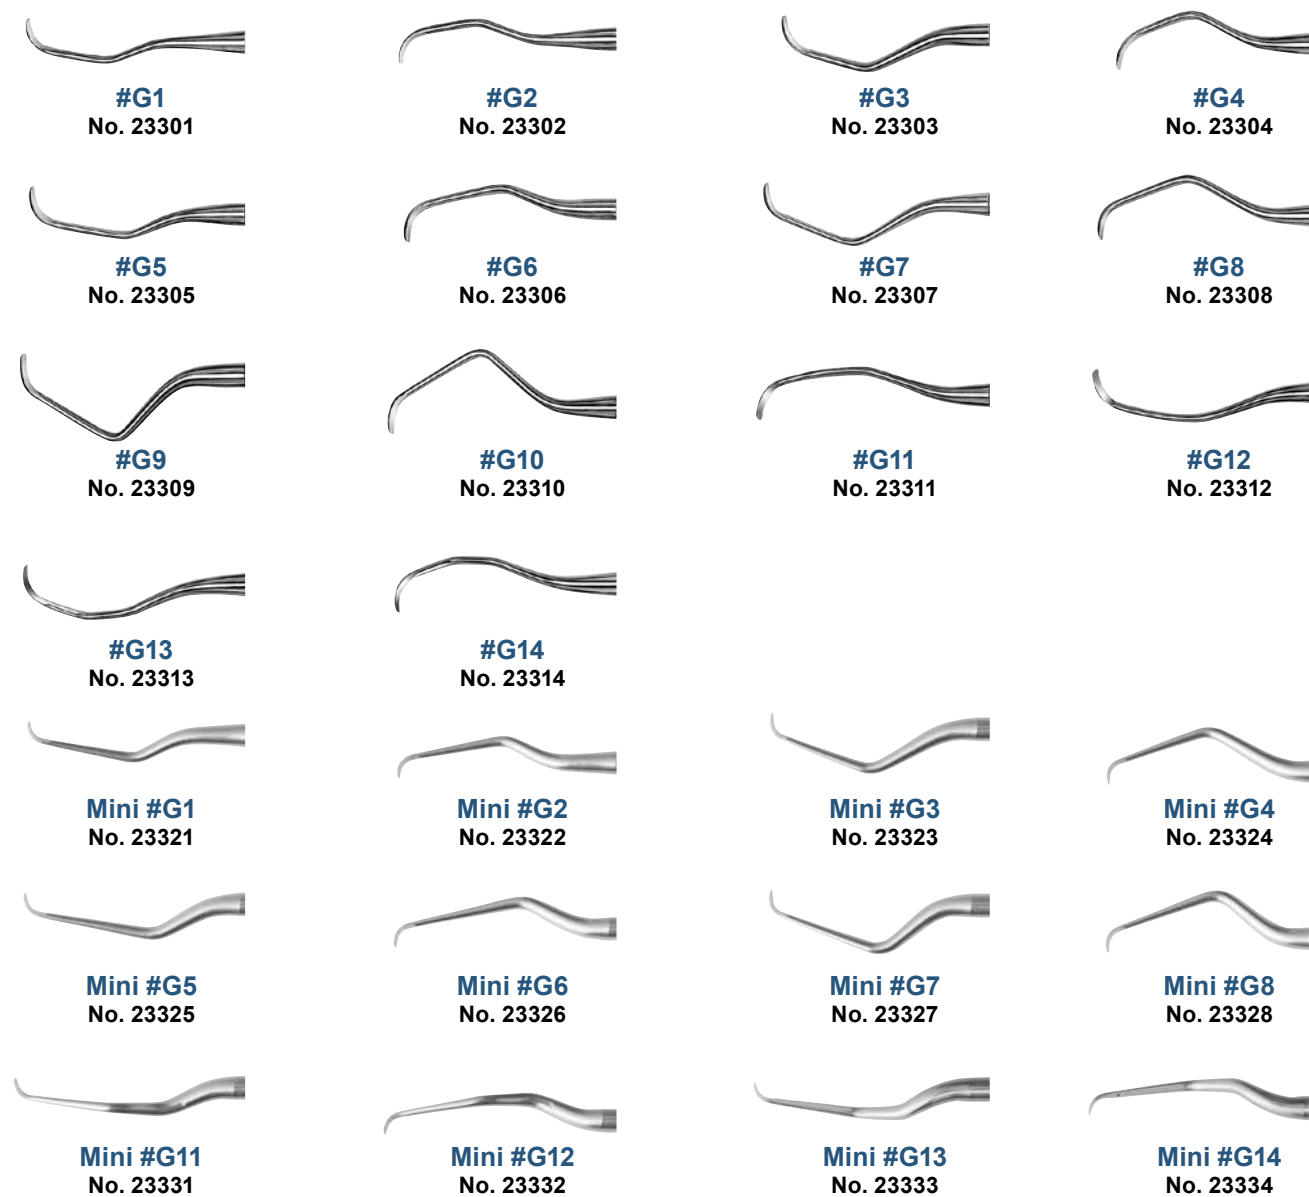 #G1
No. 23301
#G2
No. 23302
#G3
No. 23303
#G4
No. 23304
#G5
No. 23305
#G6
No. 23306
#G7
No. 23307
#G8
No. 23308
#G9
No. 23309
#G10
No. 23310
#G11
No. 23311
#G12
No. 23312
#G13
No. 23313
#G14
No. 23314
Mini #G1
No. 23321
Mini #G2
No. 23322
Mini #G3
No. 23323
Mini #G4
No. 23324
Mini #G5
No. 23325
Mini #G6
No. 23326
Mini #G7
No. 23327
Mini #G8
No. 23328
Mini #G11
No. 23331
Mini #G12
No. 23332
Mini #G13
No. 23333
Mini #G14
No. 23334